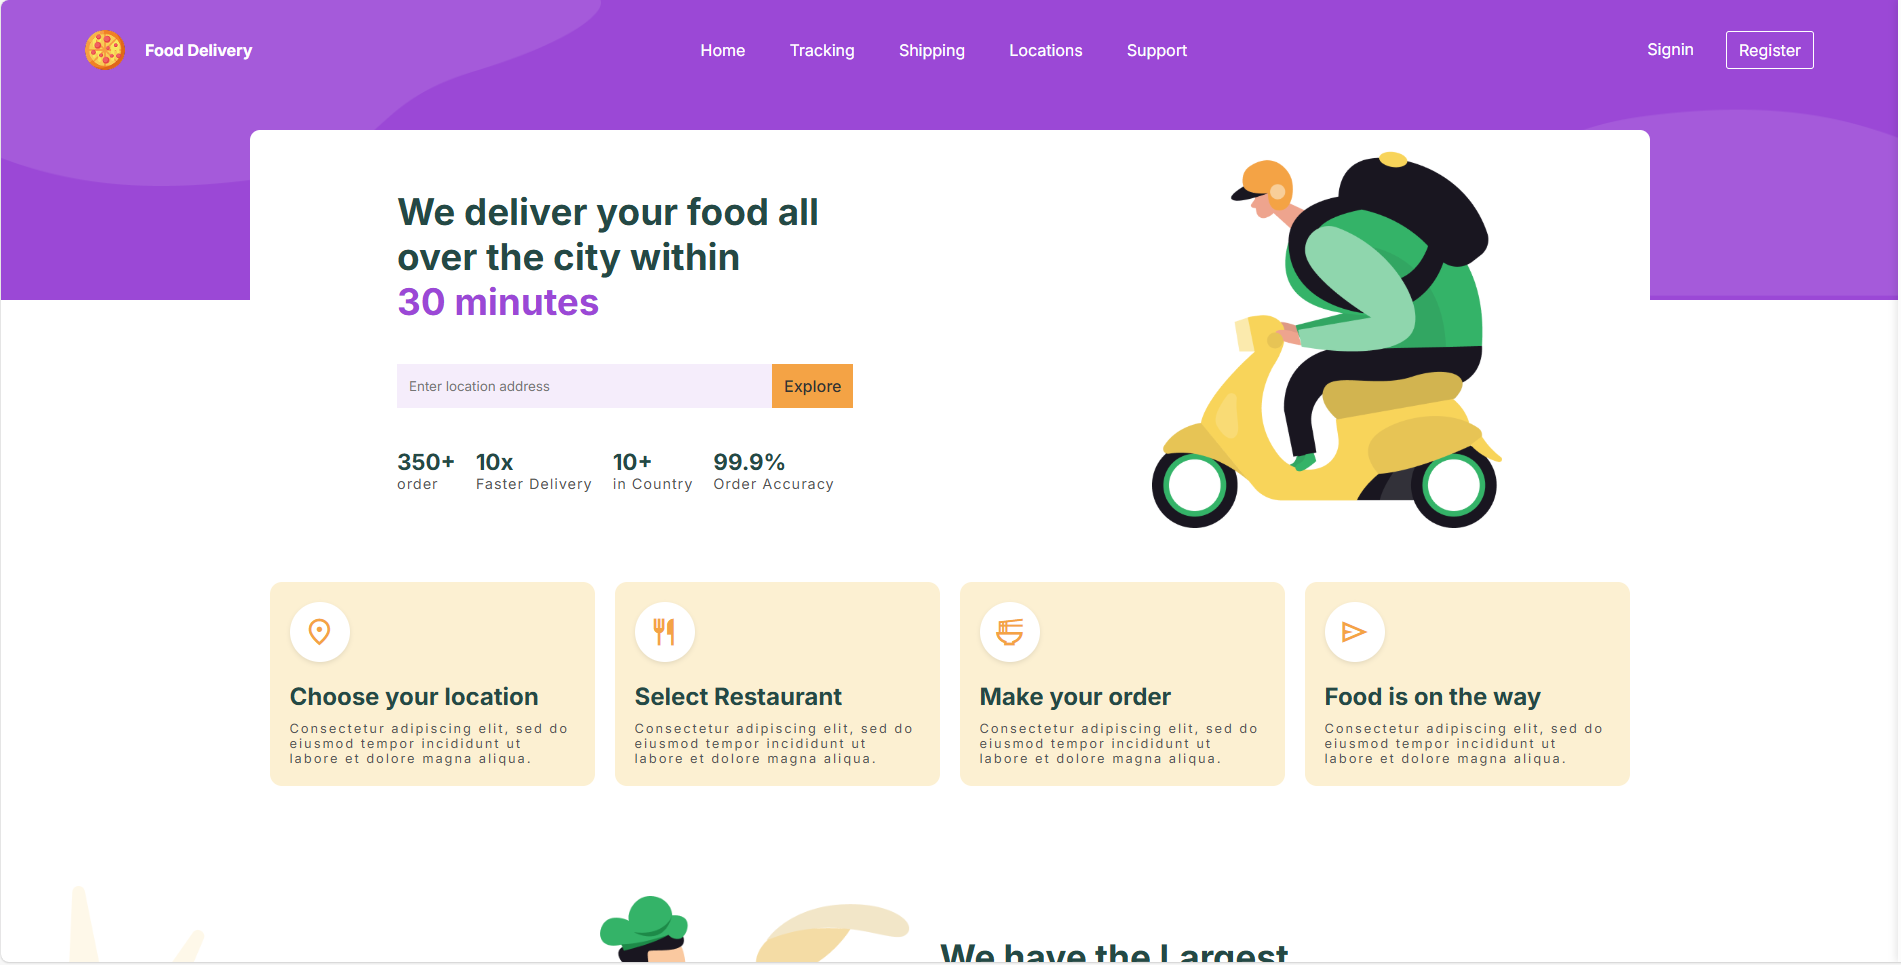 Food Delivery
Home
Tracking
Shipping
Locations
Support
Signin
Register
We deliver your food all
over the city within
30 minutes
Enter location address
Explore
350+
order
10x
Faster Delivery
10+
in Country
99.9%
Order Accuracy
Choose your location
Consectetur adipiscing elit, sed do
eiusmod tempor incididunt ut
labore et dolore magna aliqua.
Select Restaurant
Consectetur adipiscing elit, sed do
eiusmod tempor incididunt ut
labore et dolore magna aliqua.
Make your order
Consectetur adipiscing elit, sed do
eiusmod tempor incididunt ut
labore et dolore magna aliqua.
Food is on the way
Consectetur adipiscing elit, sed do
eiusmod tempor incididunt ut
labore et dolore magna aliqua.
We have the Largest